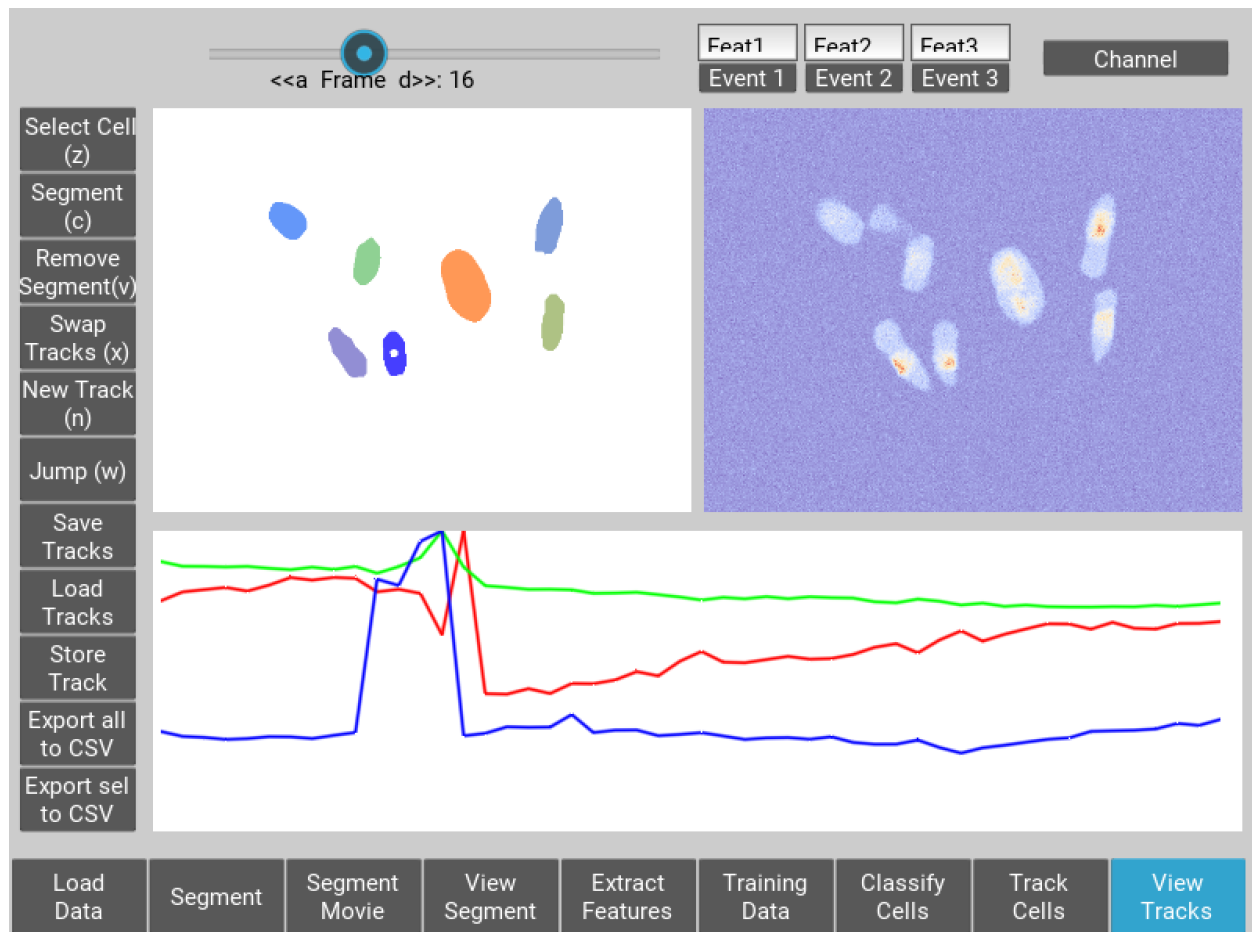 Feat1 Feat2 Feat3
<<a Frame d>>: 16
Event 1 Event 2 Event 3
Channel
Select Cell
(z)
Segment
(c)
Remove
Segment(v)
Swap
Tracks (x)
New Track
(n)
Jump (w)
Save
Tracks
Load
Tracks
Store
Track
Export all
to CSV
Export sel
to CSV
Load
Data
Segment
Segment
Movie
View
Segment
Extract
Features
Training
Data
Classify
Cells
Track
Cells
View
Tracks